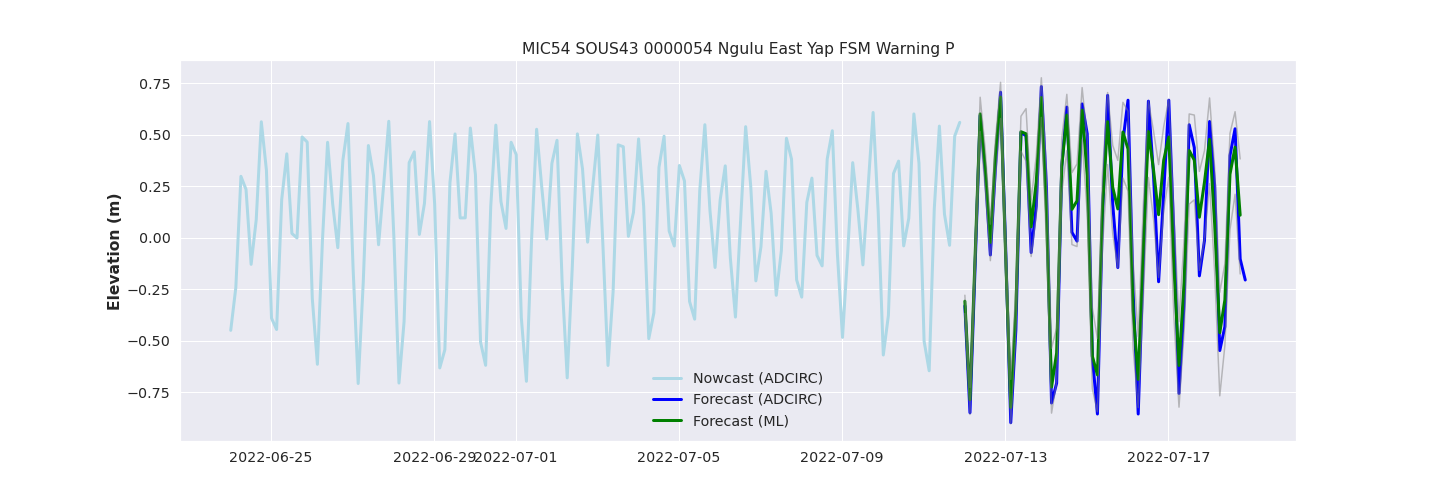 MIC54 SOUS43 0000054 Ngulu East Yap FSM Warning P
0.75
0.50
0.25
0.00
−0.25
−0.50
−0.75
Elevation (m)
Nowcast (ADCIRC)
Forecast (ADCIRC)
Forecast (ML)
2022-06-25
2022-06-29
2022-07-01
2022-07-05
2022-07-09
2022-07-13
2022-07-17